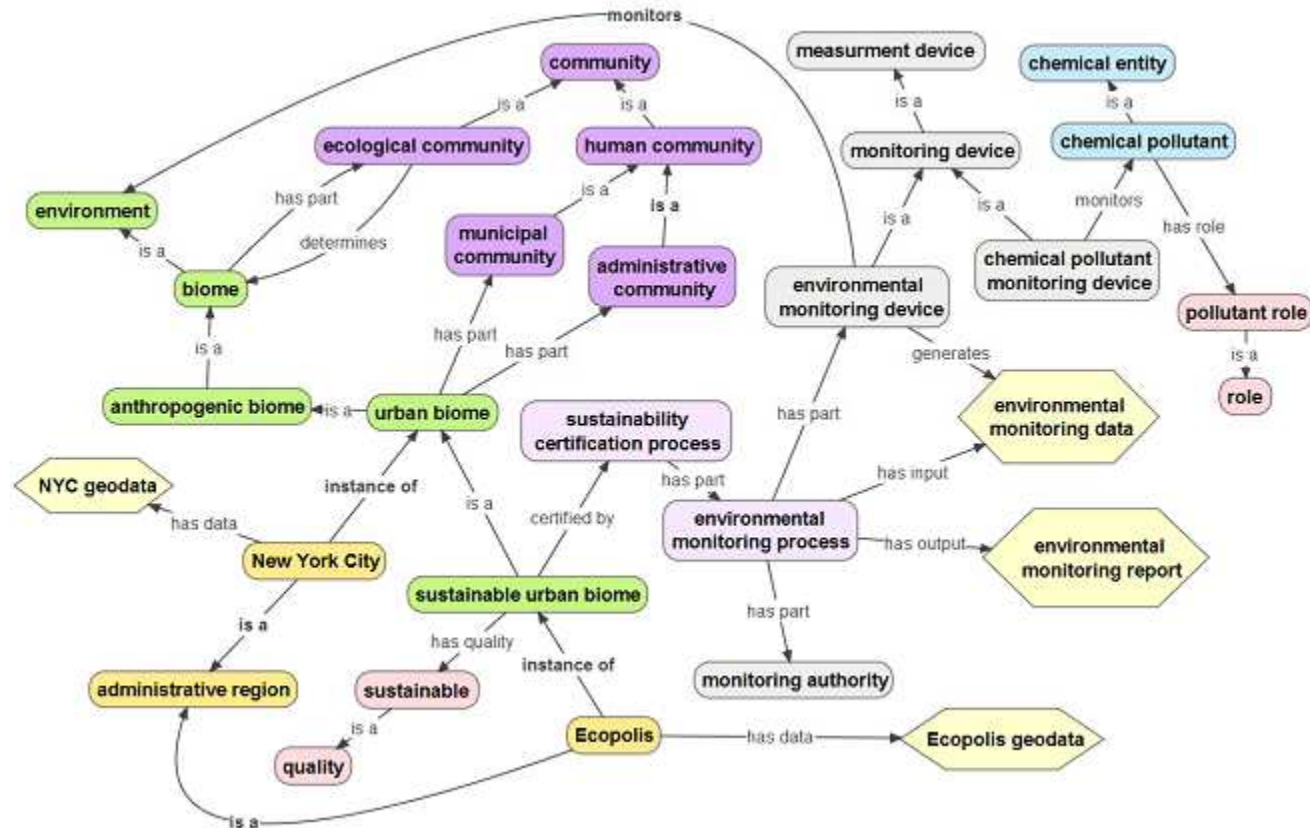 monitors
community
measurment device
chemical entity
is a
is a
is a
is a
ecological community
human community
monitoring device
chemical pollutant
has part
is a
is a
is a
monitors
has role
environment
is a
determines
municipal
community
is a
administrative
community
environmental
monitoring device
chemical pollutant
monitoring device
biome
pollutant role
is a
has part
has part
generates
is a
anthropogenic biome
is a
urban biome
sustainability
certification process
has part
environmental
monitoring data
role
NYC geodata
instance of
is a
has part
has input
has data
certified by
environmental
monitoring process
has output
environmental
monitoring report
New York City
sustainable urban biome
is a
has quality
instance of
has part
administrative region
sustainable
monitoring authority
is a
quality
Ecopolis
has data
Ecopolis geodata
is a